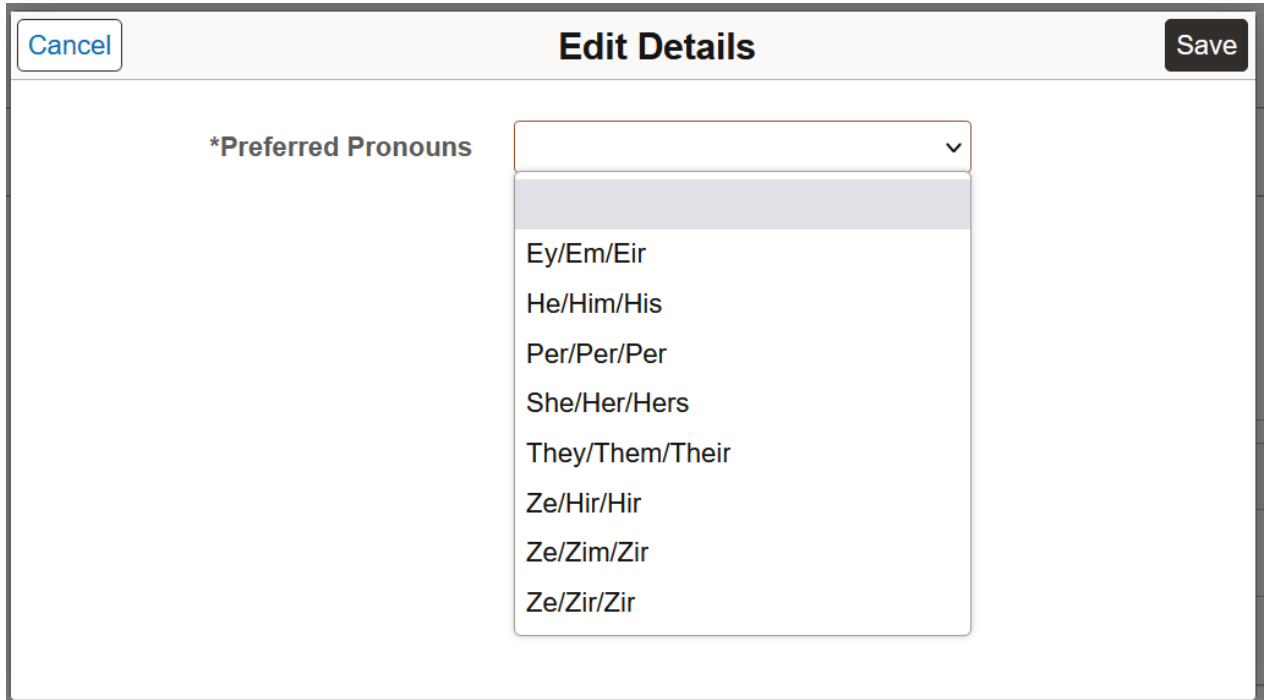 Cancel
Edit Details
Save
*Preferred Pronouns
Ey/Em/Eir
He/Him/His
Per/Per/Per
She/Her/Hers
They/Them/Their
Ze/Hir/Hir
Ze/Zim/Zir
Ze/Zir/Zir